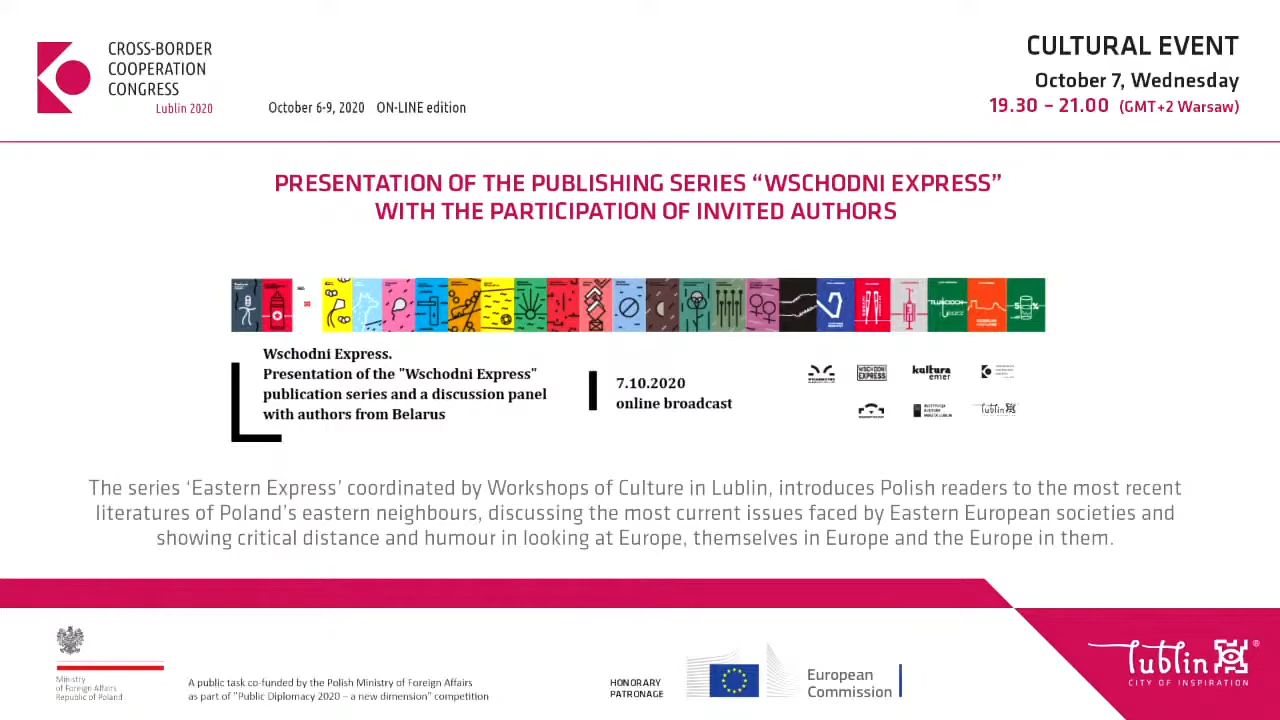 CROSS-BORDER
COOPERATION
CONGRESS
Lublin 2020
October 6-9, 2020 ON-LINE edition
CULTURAL EVENT
October 7, Wednesday
19.30 – 21.00 (GMT+2 Warsaw)
PRESENTATION OF THE PUBLISHING SERIES “WSCHODNI EXPRESS”
WITH THE PARTICIPATION OF INVITED AUTHORS
Wschodni Express.
Presentation of the "Wschodni Express"
publication series and a discussion panel
with authors from Belarus
7.10.2020
online broadcast
WSCHODNI
EXPRESS
kultura
enter
lublin
The series ‘Eastern Express’ coordinated by Workshops of Culture in Lublin, introduces Polish readers to the most recent
literatures of Poland’s eastern neighbours, discussing the most current issues faced by Eastern European societies and
showing critical distance and humour in looking at Europe, themselves in Europe and the Europe in them.
Ministry
of Foreign Affairs
Republic of Poland
A public task co-funded by the Polish Ministry of Foreign Affairs
as part of "Public Diplomacy 2020 – a new dimension" competition
HONORARY
PATRONAGE
European
Commission
lublin ®
CITY OF INSPIRATION